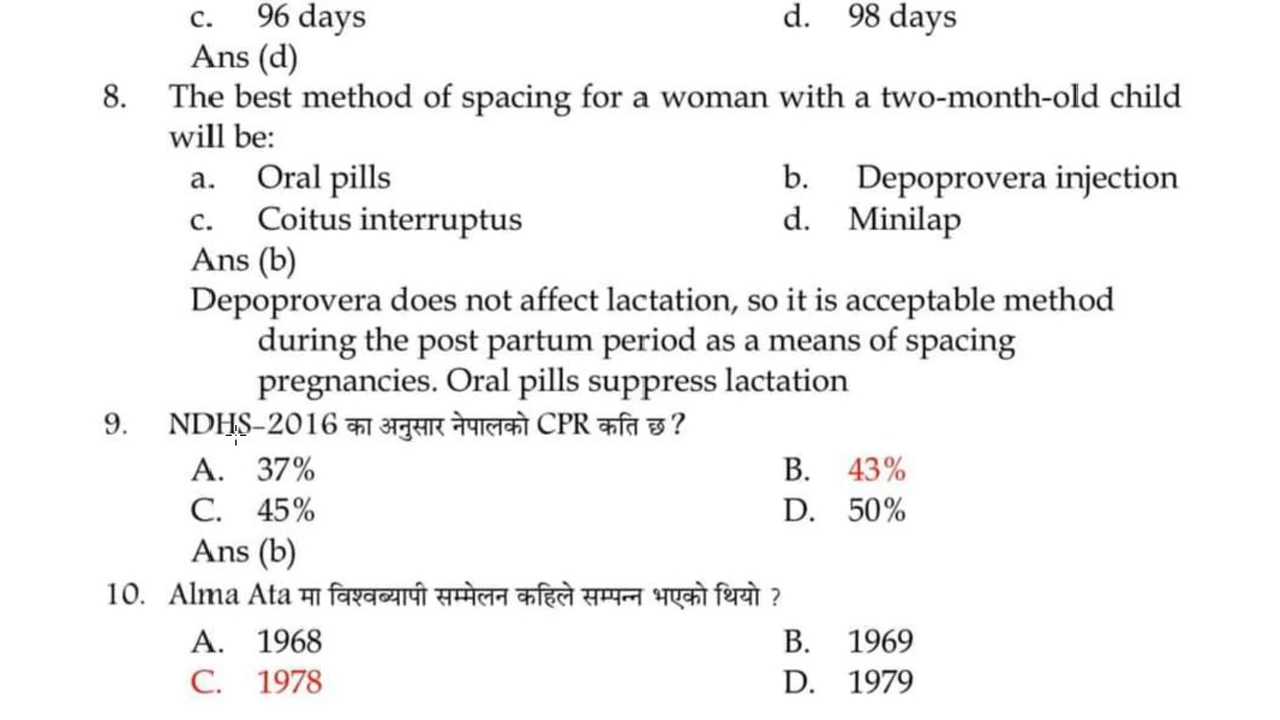 c. 96 days d. 98 days
Ans (d)
8. The best method of spacing for a woman with a two-month-old child
will be:
a. Oral pills b. Depoprovera injection
c. Coitus interruptus d. Minilap
Ans (b)
Depoprovera does not affect lactation, so it is acceptable method
during the post partum period as a means of spacing
pregnancies. Oral pills suppress lactation
9. NDHS-2016 का अनुसार नेपालको CPR कति छ ?
A. 37% B. 43%
C. 45% D. 50%
Ans (b)
10. Alma Ata मा विश्वब्यापी सम्मेलन कहिले सम्पन्न भएको थियो ?
A. 1968 B. 1969
C. 1978 D. 1979